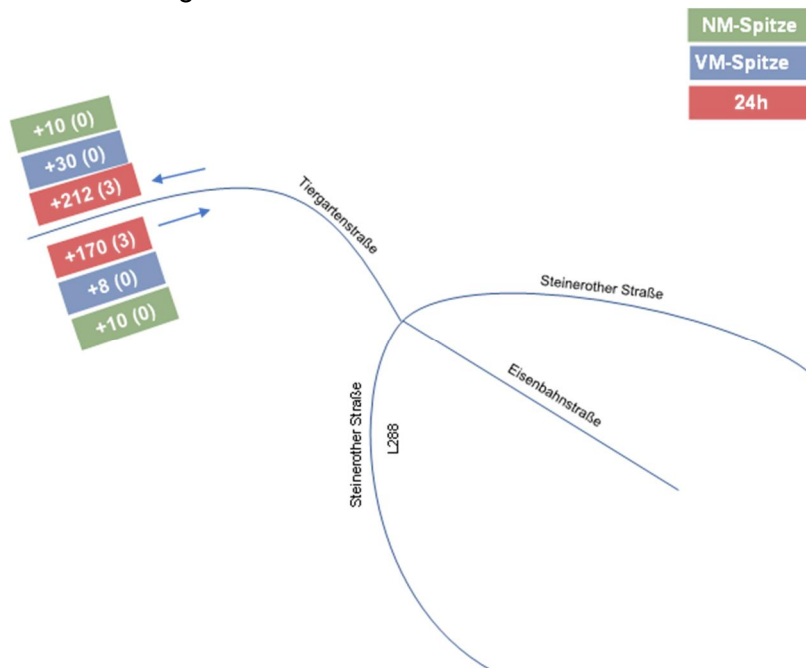 NM-Spitze
VM-Spitze
24h
+10 (0)
+30 (0)
+212 (3)
+170 (3)
+8 (0)
+10 (0)
Tiergartenstraße
Steinerother Straße
Eisenbahnstraße
Steinerother Straße
L288